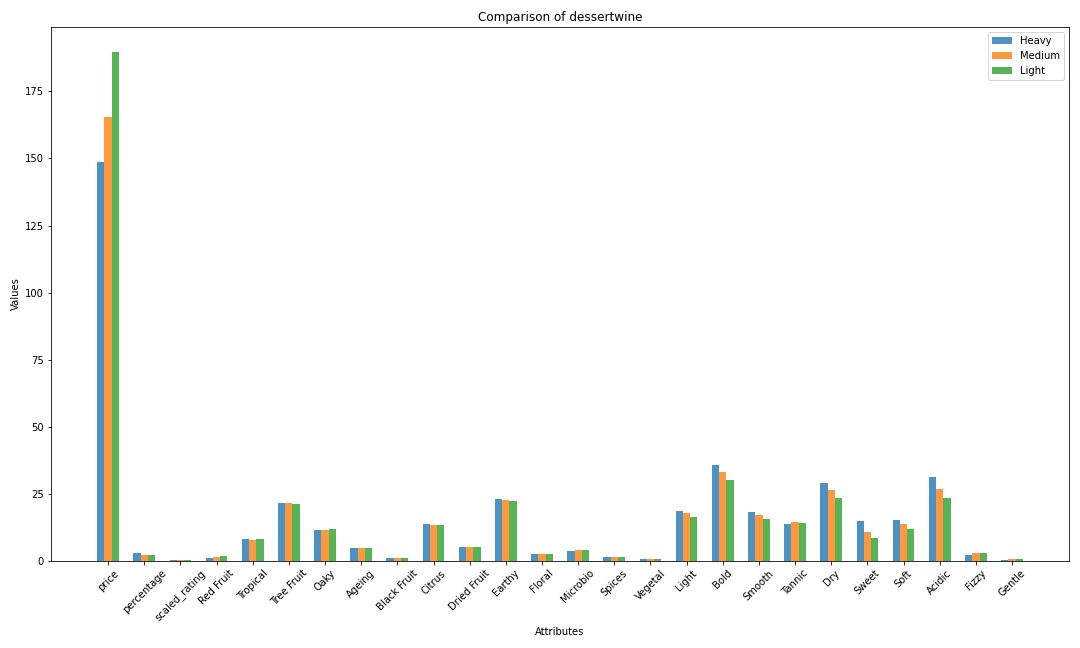 Comparison of dessertwine
Heavy
Medium
Light
175
150
125
100
75
50
25
0
Values
price
percentage
scaled_rating
Red Fruit
Tropical
Tree Fruit
Oaky
Ageing
Black Fruit
Citrus
Dried Fruit
Earthy
Floral
Microbio
Spices
Vegetal
Light
Bold
Smooth
Tannic
Dry
Sweet
Soft
Acidic
Fizzy
Gentle
Attributes